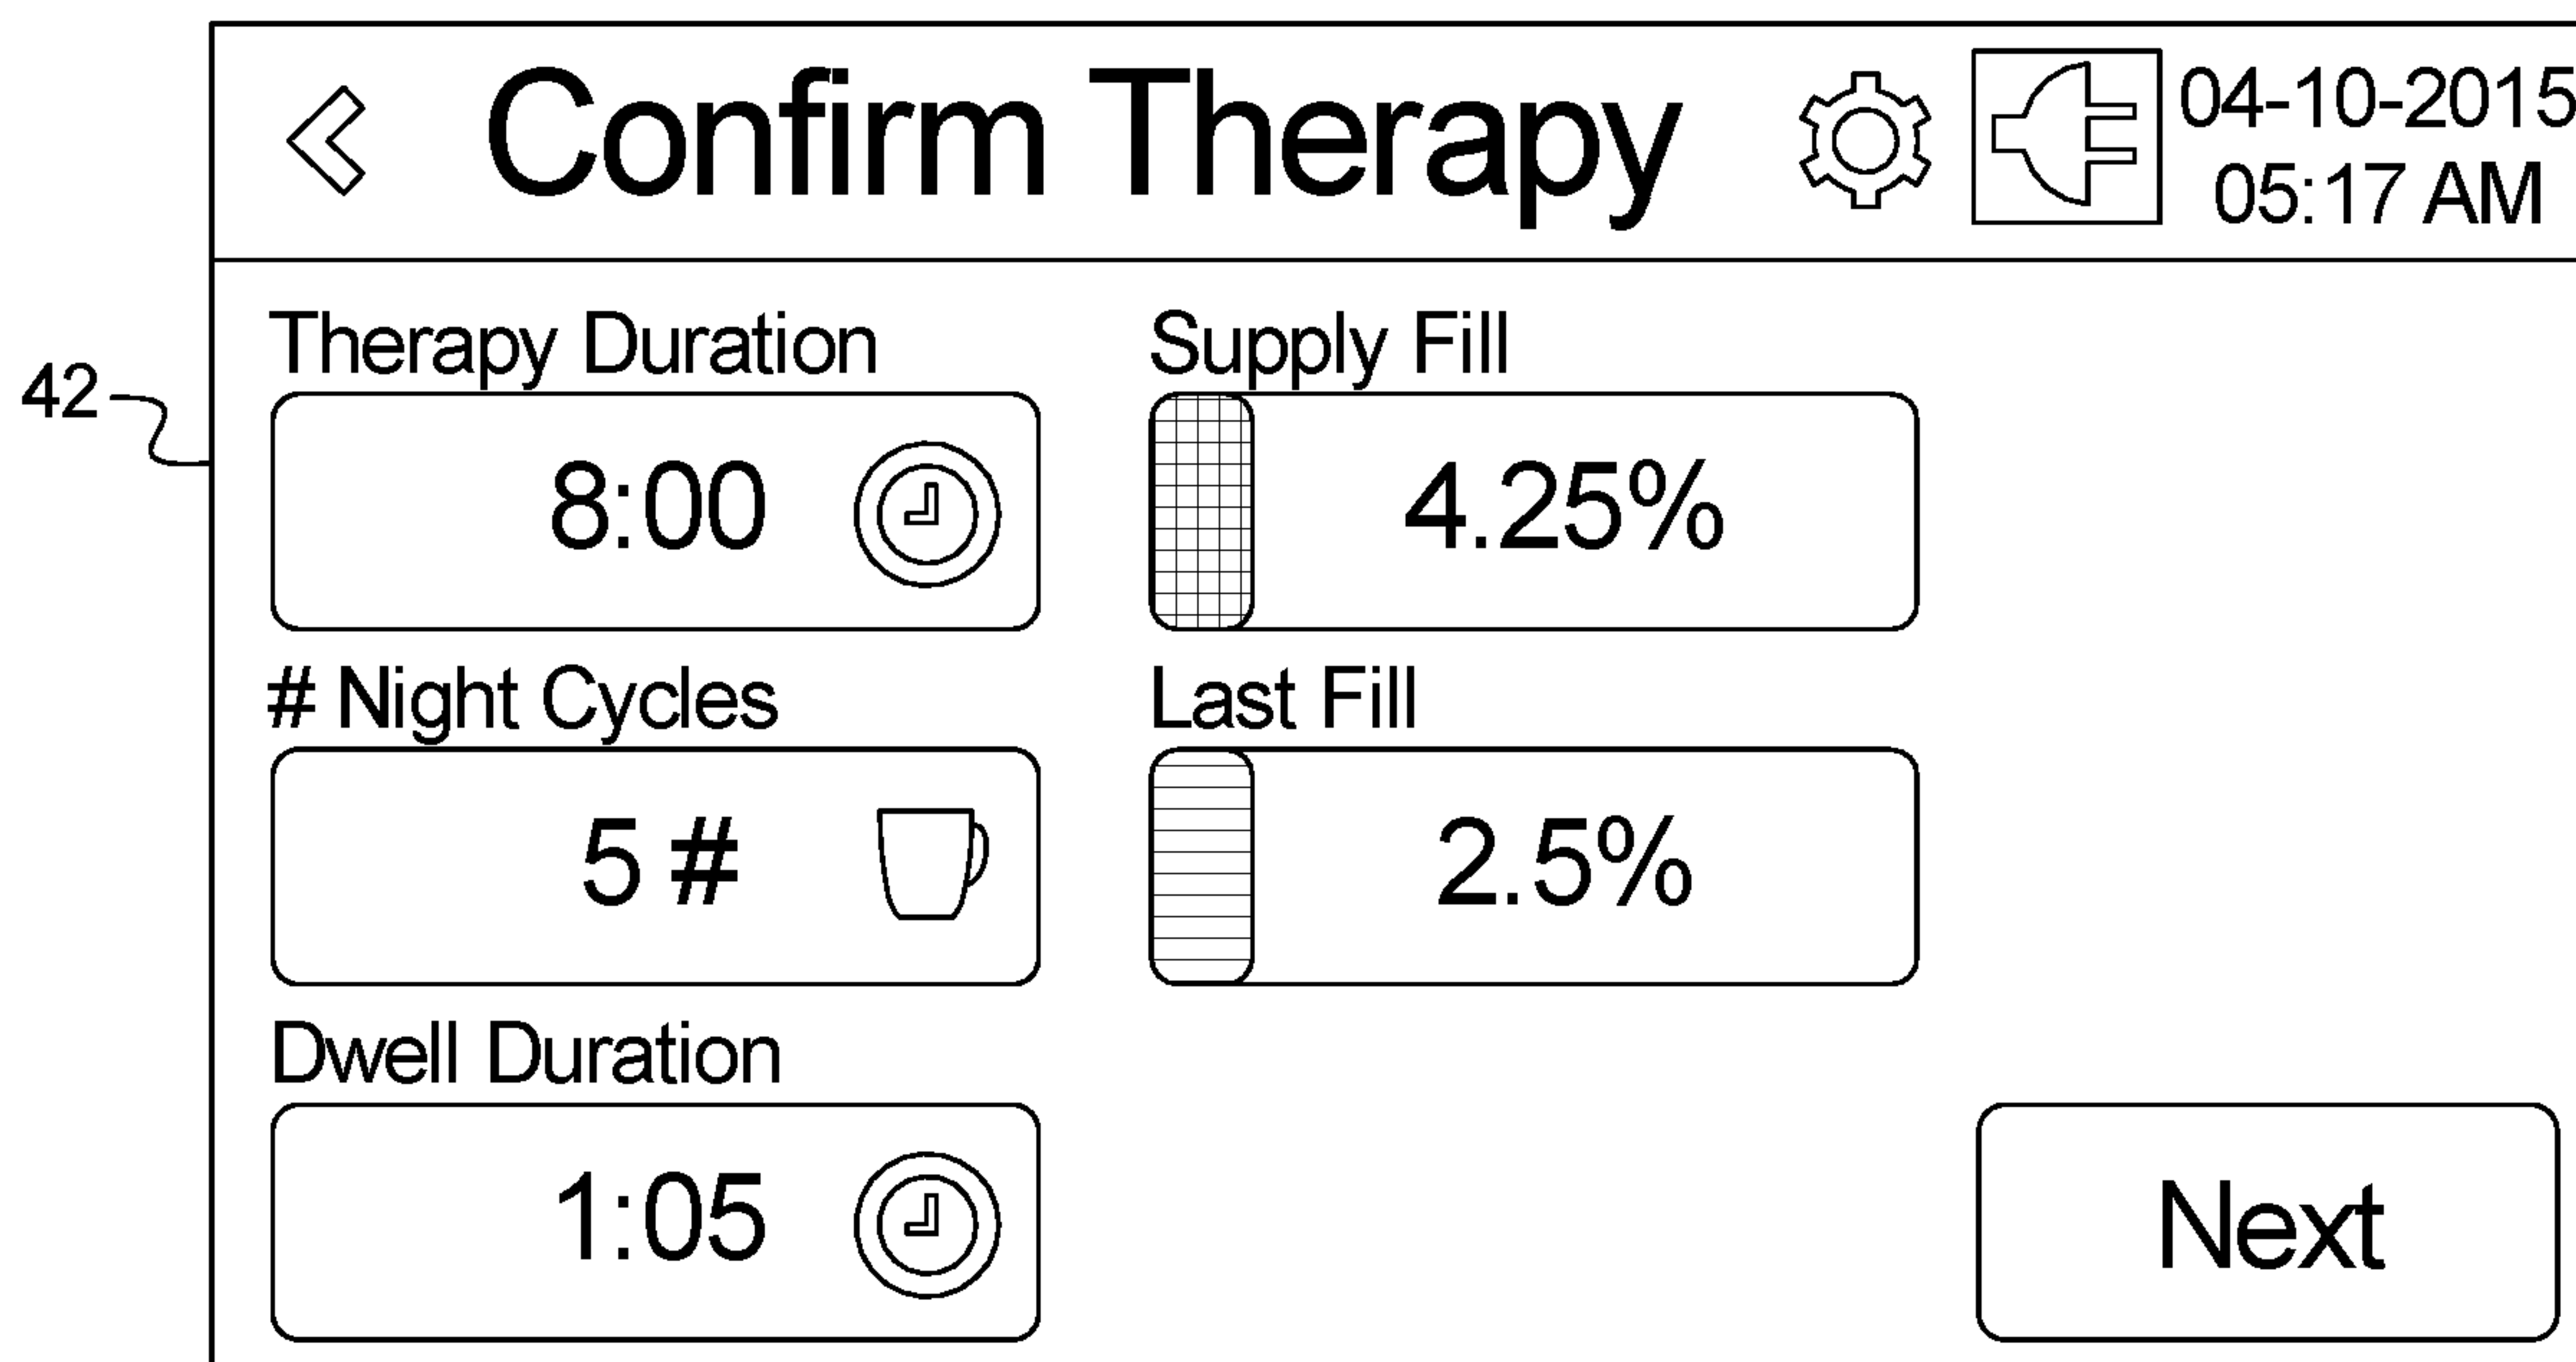 Confirm Therapy
04-10-2015
05:17 AM
42
Therapy Duration
8:00
Supply Fill
4.25%
# Night Cycles
5 #
Last Fill
2.5%
Dwell Duration
1:05
Next